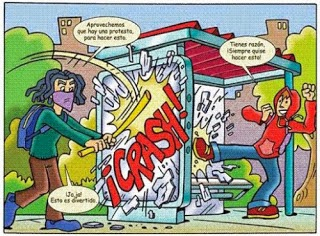 Aprovechemos
que hay una protesta,
para hacer esto.
Tienes razón,
¡Siempre quise
hacer esto!
¡CRASH!
¡Ja,ja!
Esto es divertido.